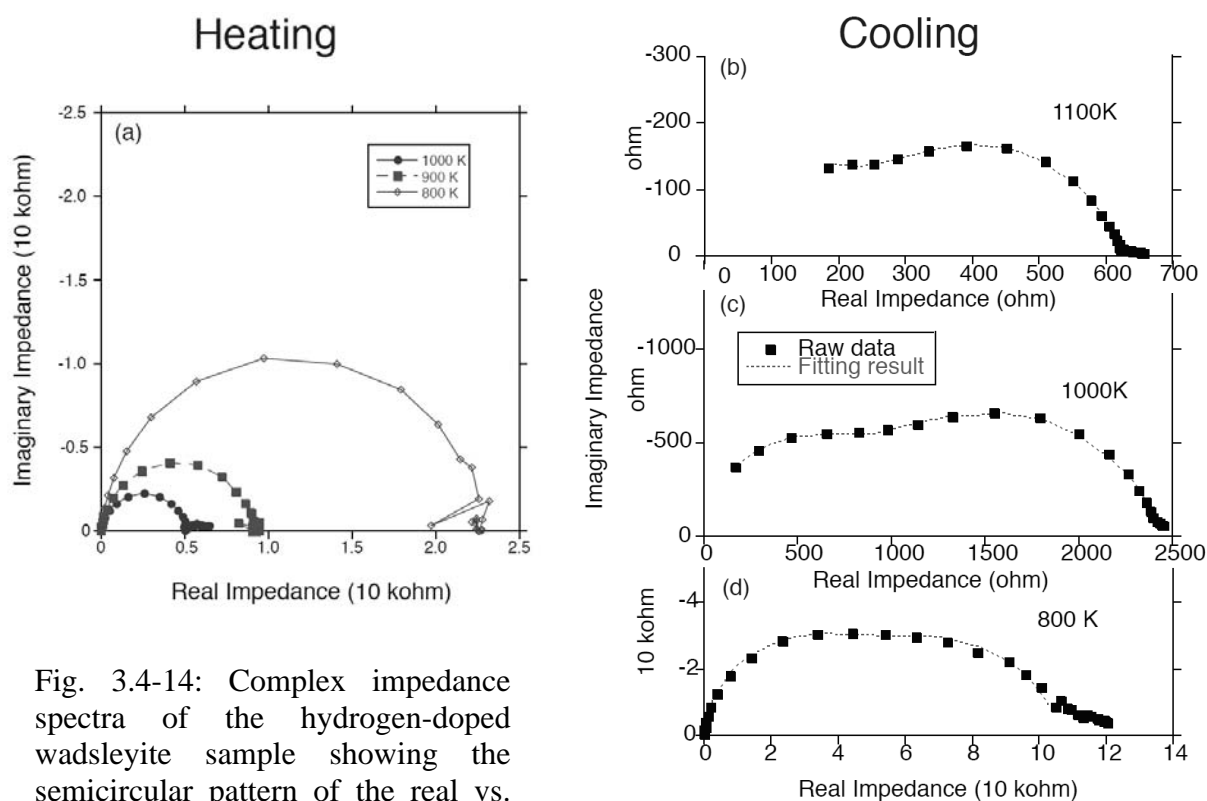 Heating
-2.5
(a)
1000 K
900 K
800 K
-2.0
-1.5
-1.0
-0.5
0
0 0.5 1.0 1.5 2.0 2.5
Imaginary Impedance (10 kohm)
Real Impedance (10 kohm)
Fig. 3.4-14: Complex impedance
spectra of the hydrogen-doped
wadsleyite sample showing the
semicircular pattern of the real vs.
Cooling
Imaginary Impedance
-300
(b)
1100K
-200
ohm
-100
0
0 100 200 300 400 500 600 700
Real Impedance (ohm)
(c)
-1000
Raw data
Fitting result
1000K
ohm
-500
0
0 500 1000 1500 2000 2500
Real Impedance (ohm)
(d)
-4
800 K
10 kohm
-2
0
0 2 4 6 8 10 12 14
Real Impedance (10 kohm)